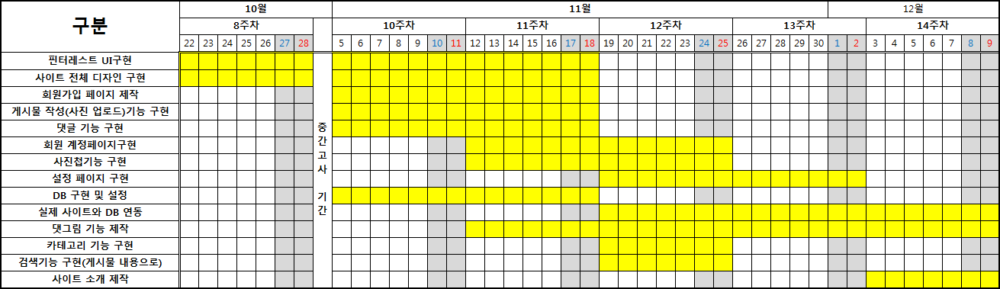 구분 10월 11월 12월
8주차 10주차 11주차 12주차 13주차 14주차
22 23 24 25 26 27 28 5 6 7 8 9 10 11 12 13 14 15 16 17 18 19 20 21 22 23 24 25 26 27 28 29 30 1 2 3 4 5 6 7 8 9
핀터레스트 UI구현
사이트 전체 디자인 구현
회원가입 페이지 제작
게시물 작성(사진 업로드)기능 구현
댓글 기능 구현
회원 계정페이지구현
사진첩기능 구현
설정 페이지 구현
DB 구현 및 설정
실제 사이트와 DB 연동
댓그림 기능 제작
카테고리 기능 구현
검색기능 구현(게시물 내용으로)
사이트 소개 제작
중간고사 기간